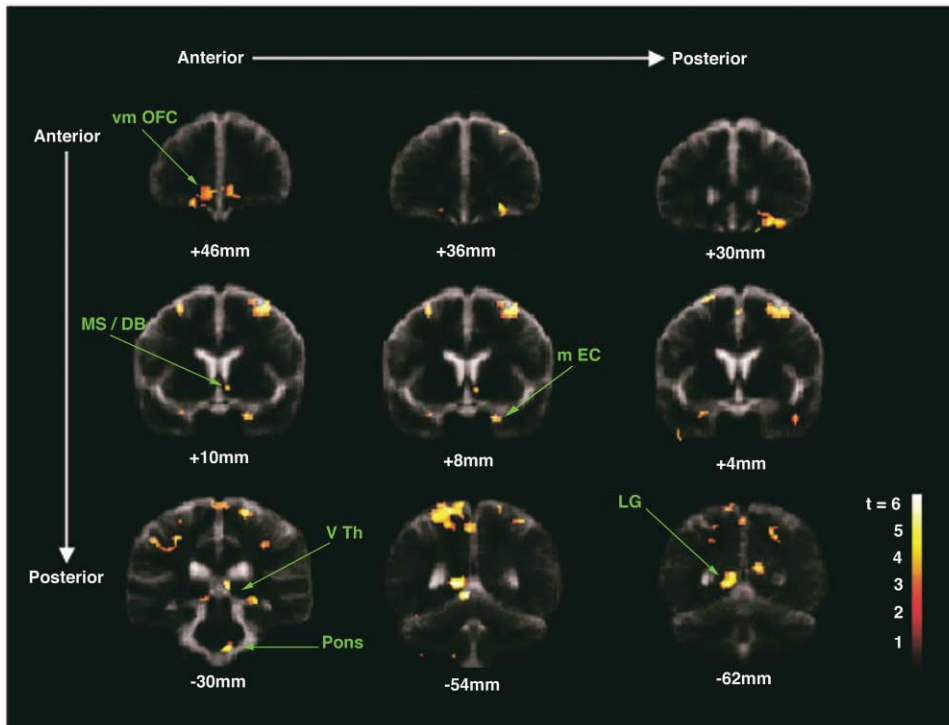 Anterior
Posterior
Anterior
vm OFC
+46mm
+36mm
+30mm
MS / DB
m EC
+10mm
+8mm
+4mm
V Th
LG
t = 6
5
4
3
2
1
Posterior
Pons
-30mm
-54mm
-62mm